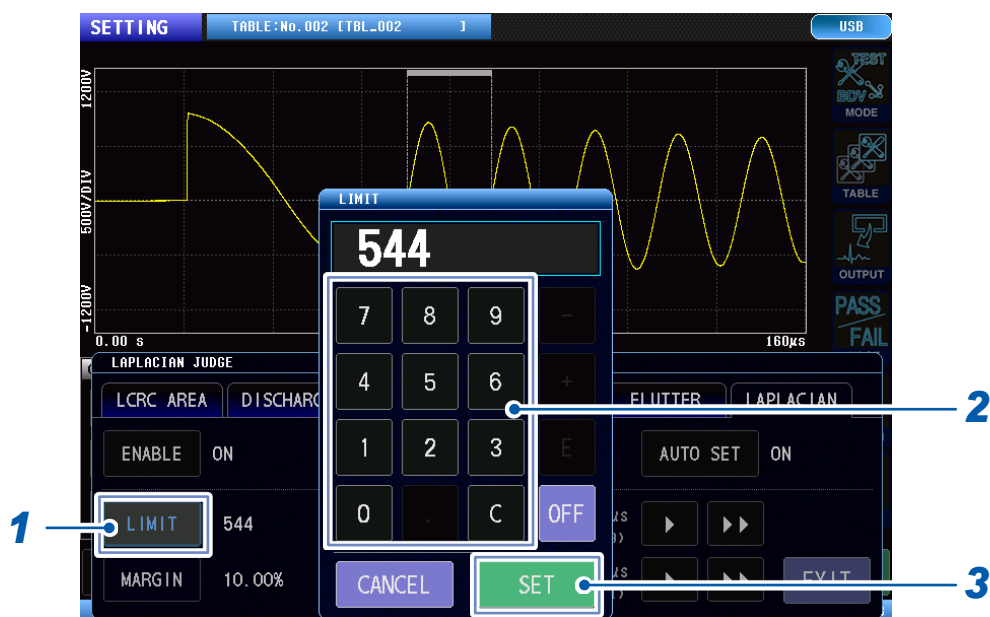 SETTING
TABLE:No.002 [TBL_002 ]
USB
1200V
500V/DIV
-1200V
0.00 s
160µs
TEST
BDV
MODE
TABLE
OUTPUT
PASS
FAIL
LIMIT
544
7 8 9 -
4 5 6 +
1 2 3 E
0 . C OFF
CANCEL SET
LAPLACIAN JUDGE
LCRC AREA DISCHARG FLUTTER LAPLACIAN
ENABLE ON AUTO SET ON
LIMIT 544
MARGIN 10.00% EXIT
1
2
3